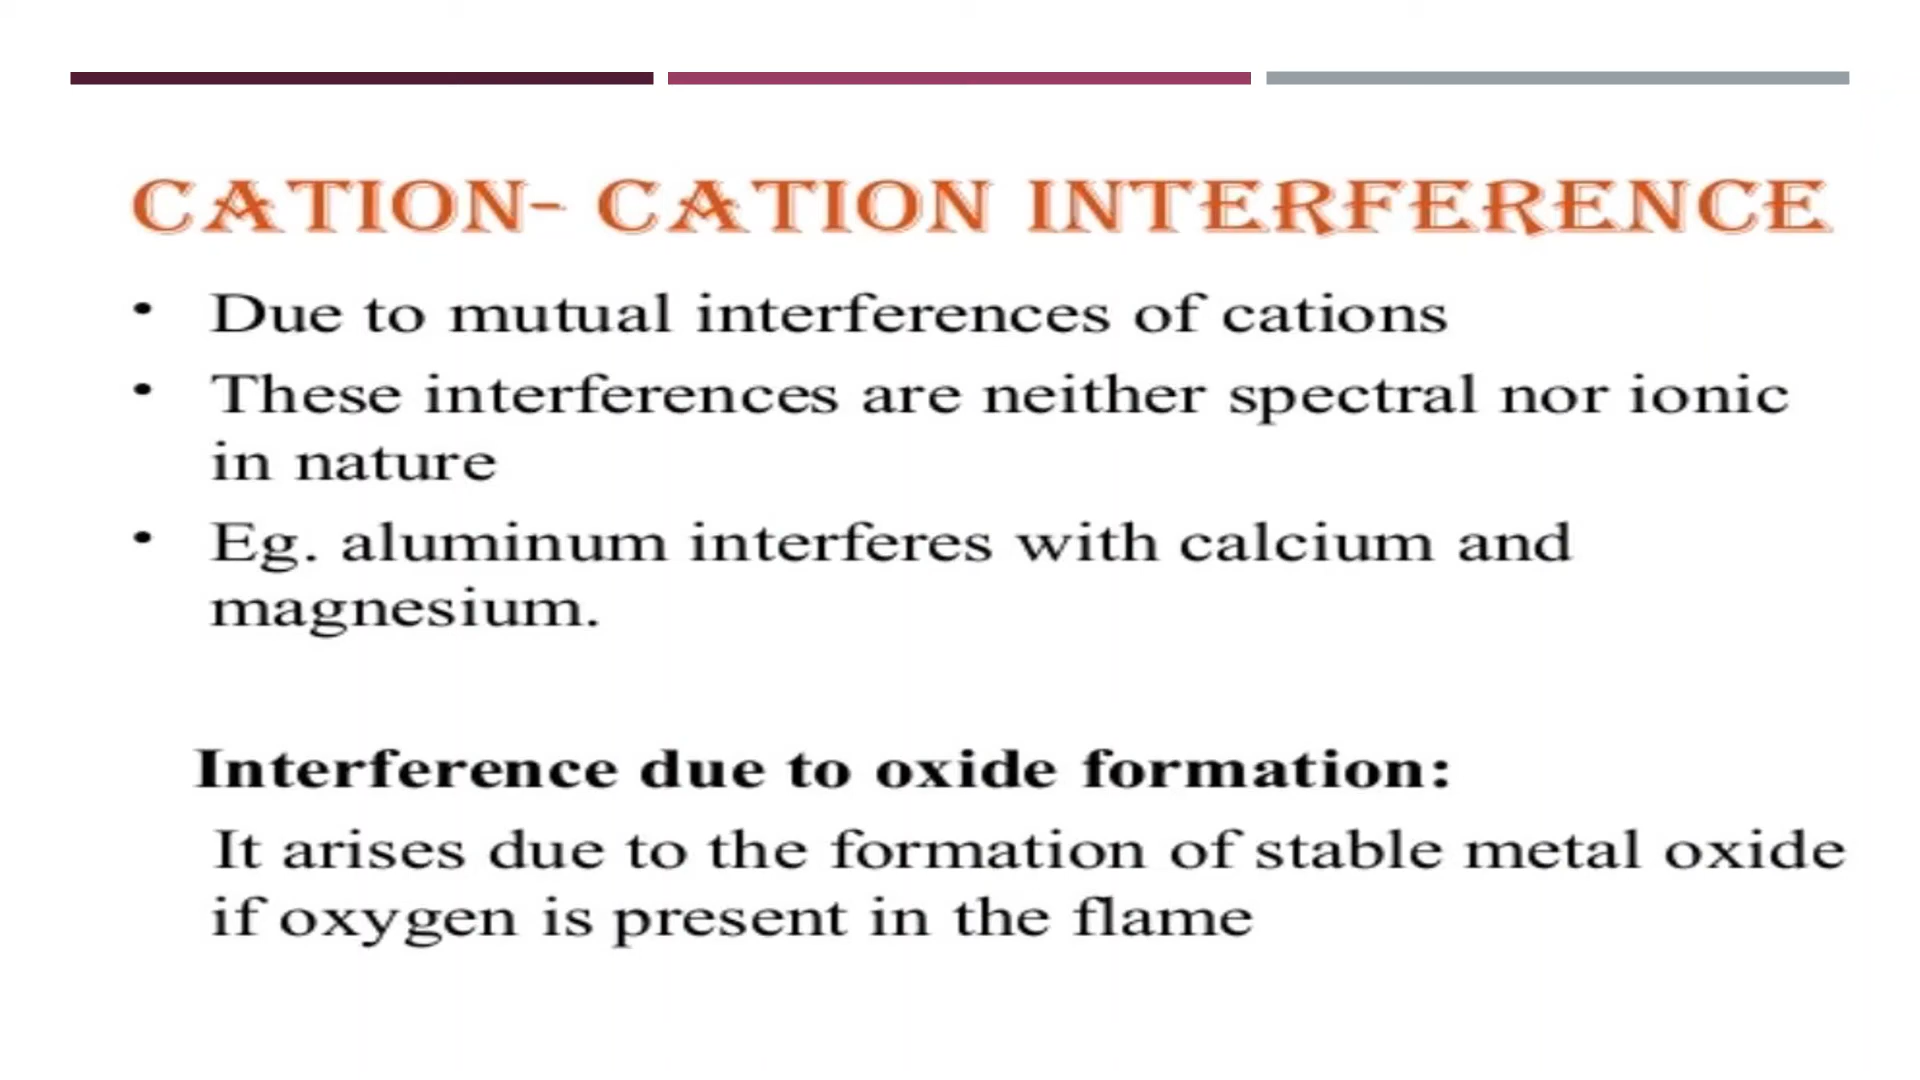 CATION- CATION INTERFERENCE
• Due to mutual interferences of cations
• These interferences are neither spectral nor ionic
in nature
• Eg. aluminum interferes with calcium and
magnesium.
Interference due to oxide formation:
It arises due to the formation of stable metal oxide
if oxygen is present in the flame